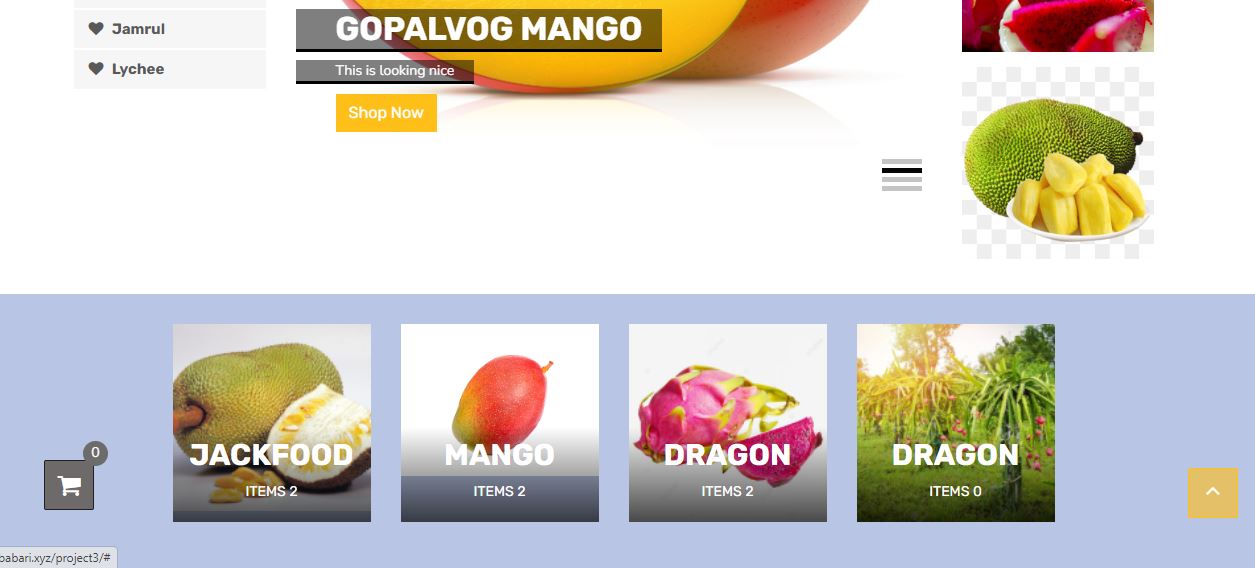 Jamrul
Lychee
GOPALVOG MANGO
This is looking nice
Shop Now
JACKFOOD
ITEMS 2
MANGO
ITEMS 2
DRAGON
ITEMS 2
DRAGON
ITEMS 0
0
babari.xyz/project3/#